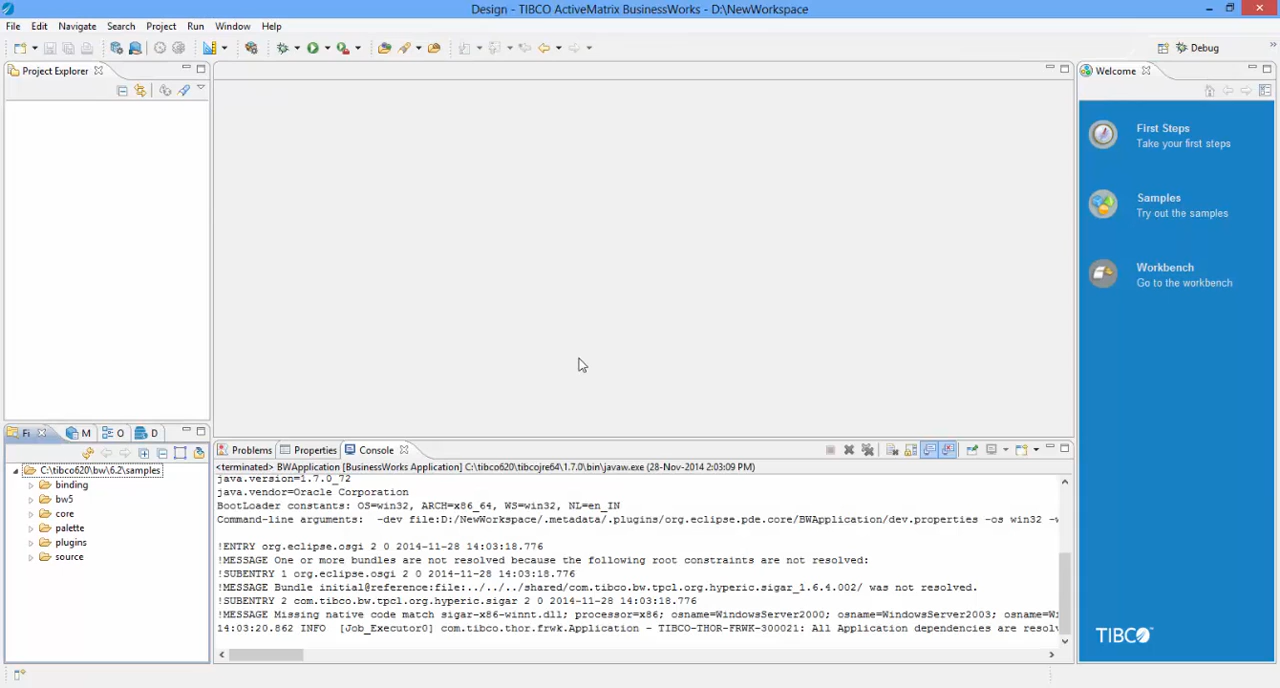 Design - TIBCO ActiveMatrix BusinessWorks - D:\NewWorkspace
File Edit Navigate Search Project Run Window Help
Debug
Project Explorer
Welcome
First Steps
Take your first steps
Samples
Try out the samples
Workbench
Go to the workbench
TIBCO
Fi M O D
C:\tibco620\bw\6.2\samples
binding
bw5
core
palette
plugins
source
Problems Properties Console
<terminated> BWApplication [BusinessWorks Application] C:\tibco620\tibcojre64\1.7.0\bin\javaw.exe (28-Nov-2014 2:03:09 PM)
java.version=1.7.0_72
java.vendor=Oracle Corporation
BootLoader constants: OS=win32, ARCH=x86_64, WS=win32, NL=en_IN
Command-line arguments:  -dev file:D:/NewWorkspace/.metadata/.plugins/org.eclipse.pde.core/BWApplication/dev.properties -os win32 -w
!ENTRY org.eclipse.osgi 2 0 2014-11-28 14:03:18.776
!MESSAGE One or more bundles are not resolved because the following root constraints are not resolved:
!SUBENTRY 1 org.eclipse.osgi 2 0 2014-11-28 14:03:18.776
!MESSAGE Bundle initial@reference:file:../../../shared/com.tibco.bw.tpcl.org.hyperic.sigar_1.6.4.002/ was not resolved.
!SUBENTRY 2 com.tibco.bw.tpcl.org.hyperic.sigar 2 0 2014-11-28 14:03:18.776
!MESSAGE Missing native code match sigar-x86-winnt.dll; processor=x86; osname=WindowsServer2000; osname=WindowsServer2003; osname=Wi
14:03:20.862 INFO  [Job_Executor0] com.tibco.thor.frwk.Application - TIBCO-THOR-FRWK-300021: All Application dependencies are resol